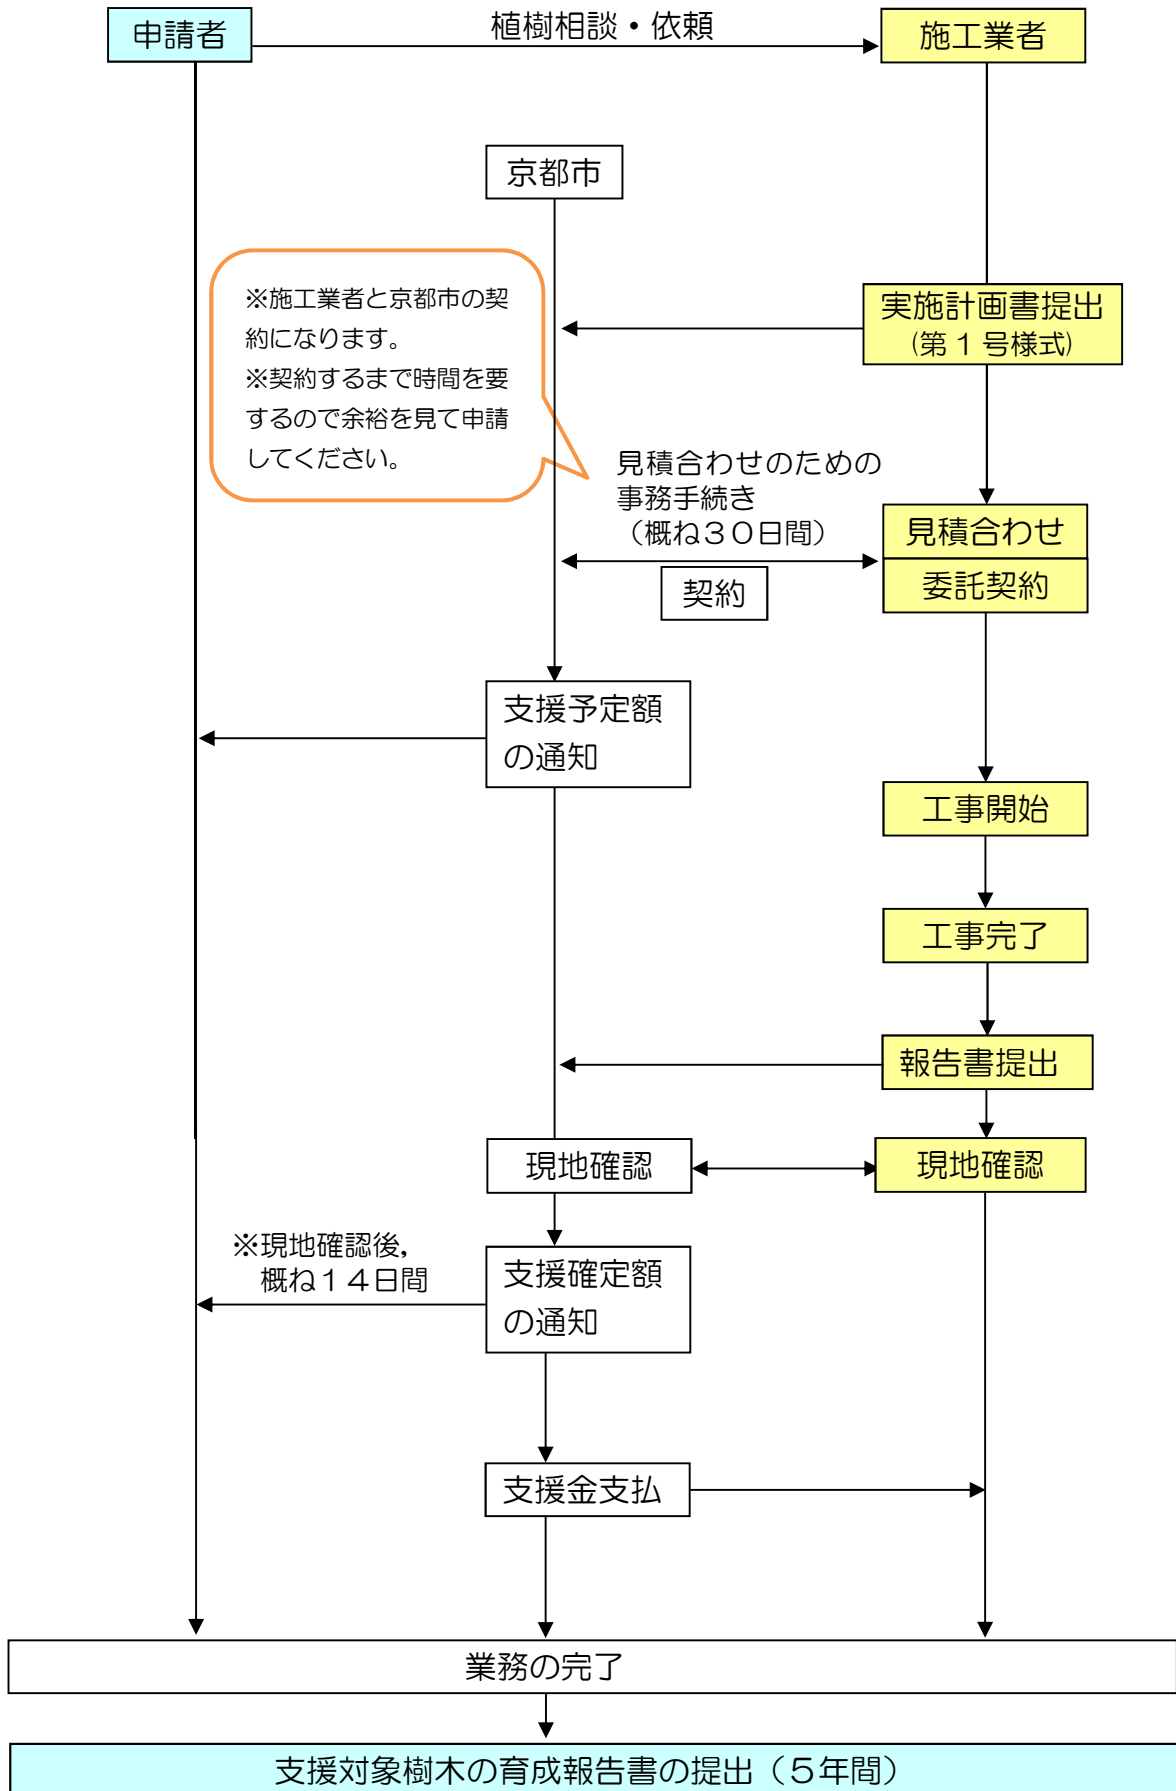 申請者
植樹相談・依頼
施工業者
京都市
※施工業者と京都市の契
約になります。
※契約するまで時間を要
するので余裕を見て申請
してください。
実施計画書提出
(第１号様式)
見積合わせのための
事務手続き
（概ね３０日間）
見積合わせ
契約
委託契約
支援予定額
の通知
工事開始
工事完了
報告書提出
現地確認
現地確認
※現地確認後，
概ね１４日間
支援確定額
の通知
支援金支払
業務の完了
支援対象樹木の育成報告書の提出（５年間）